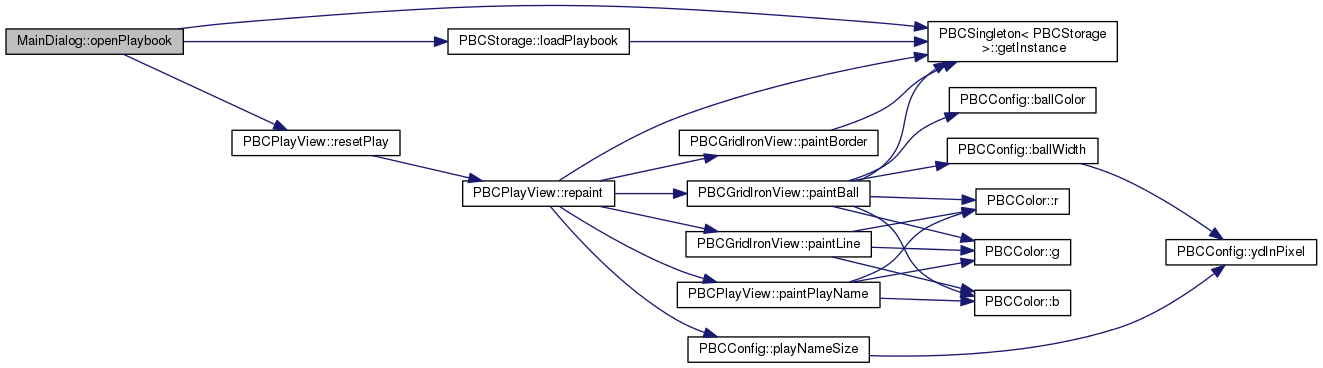 MainDialog::openPlaybook
PBCStorage::loadPlaybook
PBCSingleton< PBCStorage
>::getInstance
PBCPlayView::resetPlay
PBCPlayView::repaint
PBCGridIronView::paintBorder
PBCGridIronView::paintBall
PBCGridIronView::paintLine
PBCPlayView::paintPlayName
PBCConfig::playNameSize
PBCConfig::ballColor
PBCConfig::ballWidth
PBCColor::r
PBCColor::g
PBCColor::b
PBCConfig::ydInPixel